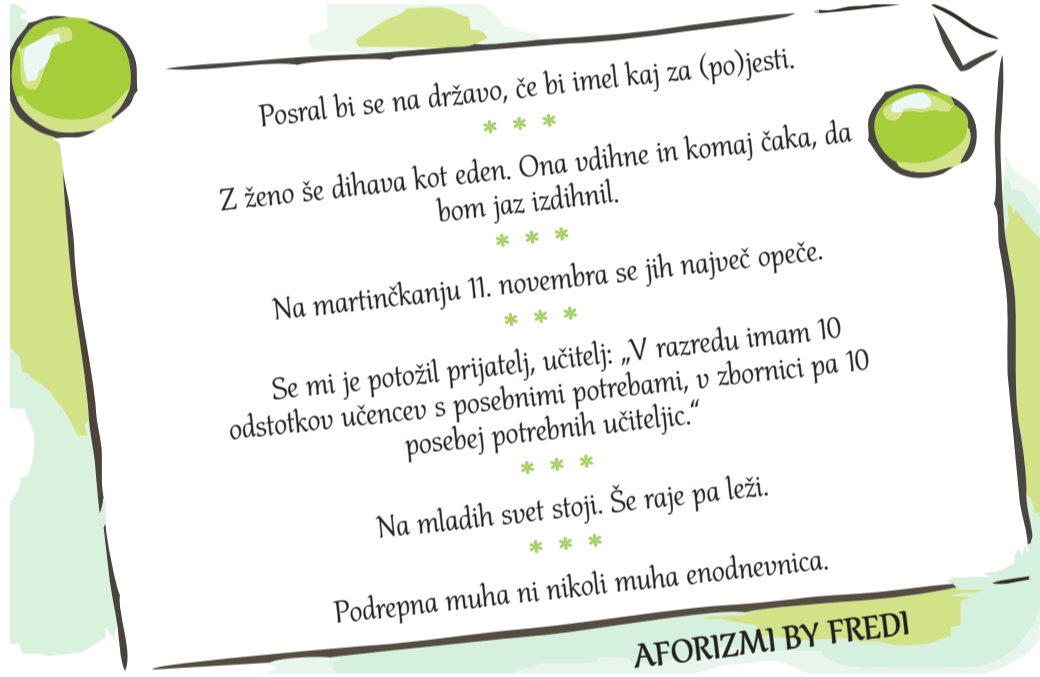 Posral bi se na državo, če bi imel kaj za (po)jesti.
* * *
Z ženo še dihava kot eden. Ona vdihne in komaj čaka, da
bom jaz izdihnil.
* * *
Na martinčkanju 11. novembra se jih največ opeče.
* * *
Se mi je potožil prijatelj, učitelj: „V razredu imam 10
odstotkov učencev s posebnimi potrebami, v zbornici pa 10
posebej potrebnih učiteljic.“
* * *
Na mladih svet stoji. Še raje pa leži.
* * *
Podrepna muha ni nikoli muha enodnevnica.
AFORIZMI BY FREDI